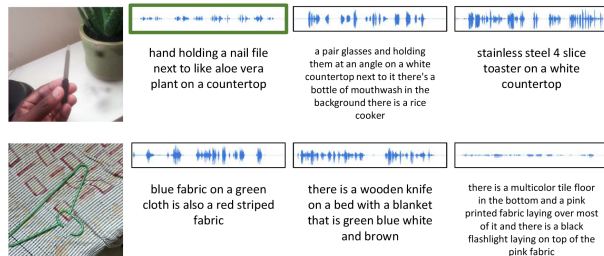 hand holding a nail file
next to like aloe vera
plant on a countertop
a pair glasses and holding
them at an angle on a white
countertop next to it there's a
bottle of mouthwash in the
background there is a rice
cooker
stainless steel 4 slice
toaster on a white
countertop
blue fabric on a green
cloth is also a red striped
fabric
there is a wooden knife
on a bed with a blanket
that is green blue white
and brown
there is a multicolor tile floor
in the bottom and a pink
printed fabric laying over most
of it and there is a black
flashlight laying on top of the
pink fabric